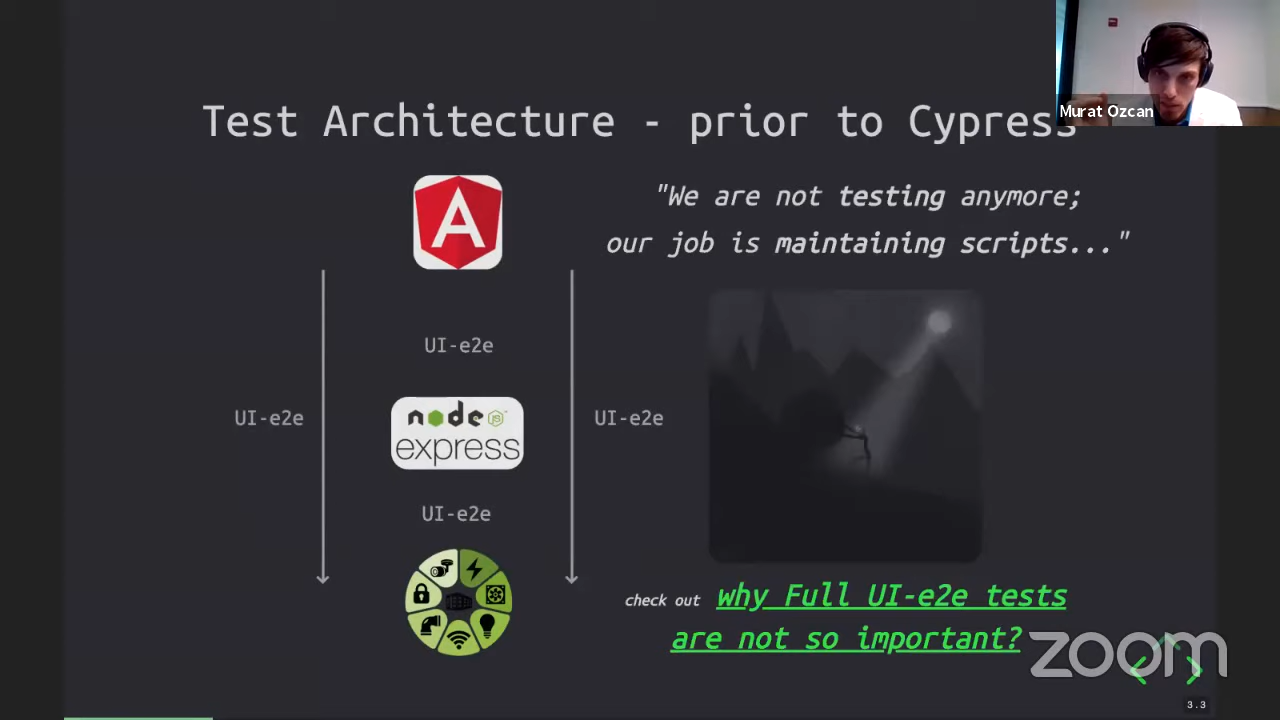 Test Architecture - prior to Cypress
Murat Ozcan
"We are not testing anymore;
our job is maintaining scripts..."
UI-e2e
UI-e2e
UI-e2e
node JS
express
UI-e2e
check out why Full UI-e2e tests
are not so important?
zoom
3.3